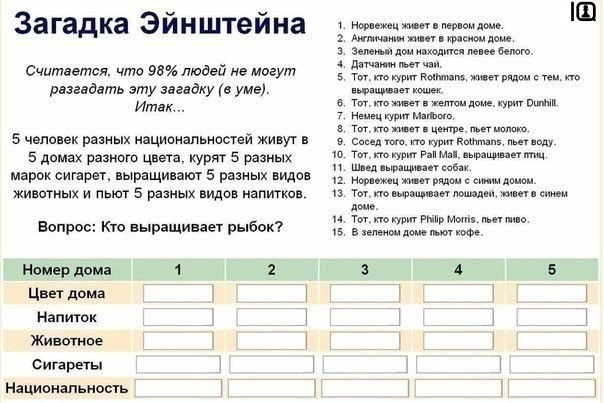 Загадка Эйнштейна
Считается, что 98% людей не могут
разгадать эту загадку (в уме).
Итак...
5 человек разных национальностей живут в
5 домах разного цвета, курят 5 разных
марок сигарет, выращивают 5 разных видов
животных и пьют 5 разных видов напитков.
Вопрос: Кто выращивает рыбок?
1. Норвежец живет в первом доме.
2. Англичанин живет в красном доме.
3. Зеленый дом находится левее белого.
4. Датчанин пьет чай.
5. Тот, кто курит Rothmans, живет рядом с тем, кто
выращивает кошек.
6. Тот, кто живет в желтом доме, курит Dunhill.
7. Немец курит Marlboro.
8. Тот, кто живет в центре, пьет молоко.
9. Сосед того, кто курит Rothmans, пьет воду.
10. Тот, кто курит Pall Mall, выращивает птиц.
11. Швед выращивает собак.
12. Норвежец живет рядом с синим домом.
13. Тот, кто выращивает лошадей, живет в синем
доме.
14. Тот, кто курит Philip Morris, пьет пиво.
15. В зеленом доме пьют кофе.
Номер дома 1 2 3 4 5
Цвет дома
Напиток
Животное
Сигареты
Национальность